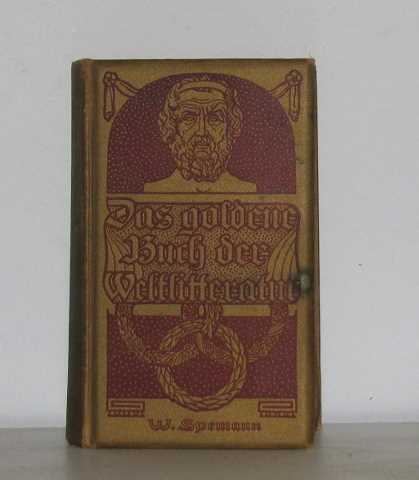 Das goldene
Buch der
Weltlitteratur
W. Spemann